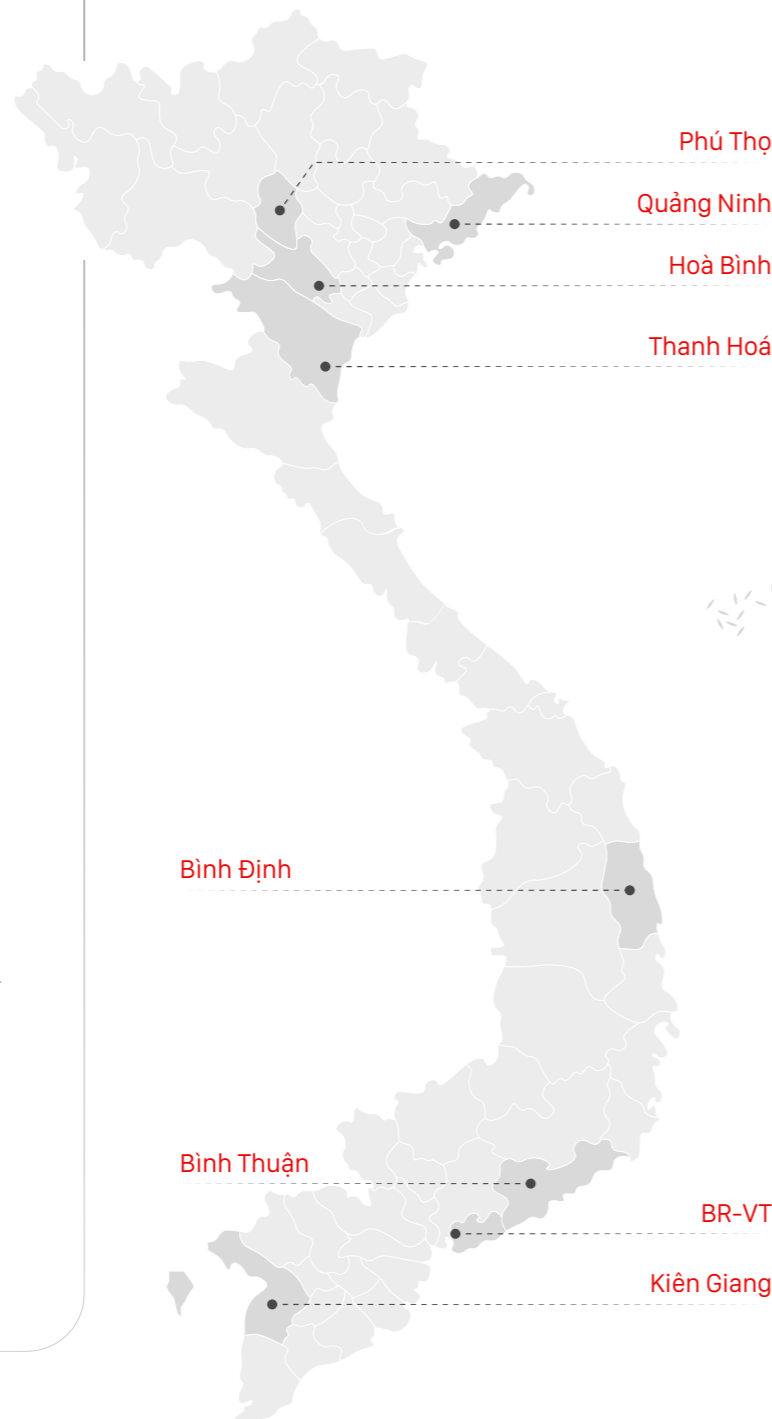 Phú Thọ
Quảng Ninh
Hoà Bình
Thanh Hoá
Bình Định
Bình Thuận
BR-VT
Kiên Giang